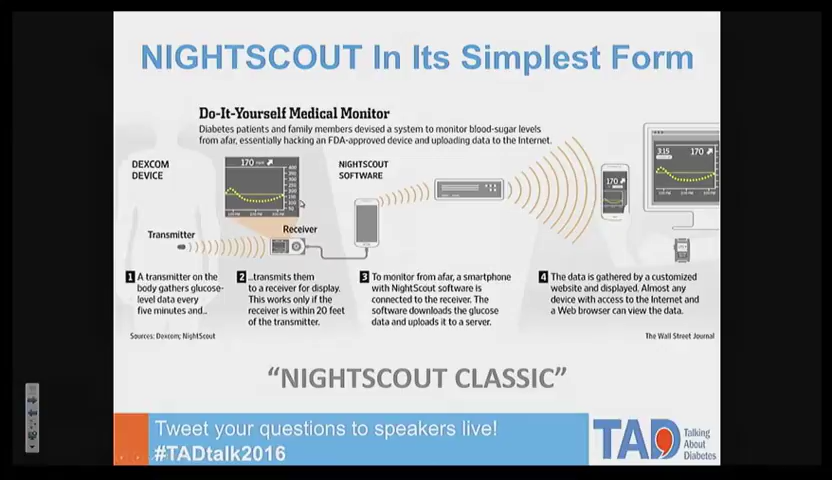 NIGHTSCOUT In Its Simplest Form
Do-It-Yourself Medical Monitor
Diabetes patients and family members devised a system to monitor blood-sugar levels
from afar, essentially hacking an FDA-approved device and uploading data to the Internet.
DEXCOM
DEVICE
170
NIGHTSCOUT
SOFTWARE
3:15
170
170
Transmitter
Receiver
1 A transmitter on the
body gathers glucose-
level data every
five minutes and...
2 ...transmits them
to a receiver for display.
This works only if the
receiver is within 20 feet
of the transmitter.
3 To monitor from afar, a smartphone
with NightScout software is
connected to the receiver. The
software downloads the glucose
data and uploads it to a server.
4 The data is gathered by a customized
website and displayed. Almost any
device with access to the Internet and
a Web browser can view the data.
Sources: Dexcom; NightScout
The Wall Street Journal
“NIGHTSCOUT CLASSIC”
Tweet your questions to speakers live!
#TADtalk2016
TAD
Talking
About
Diabetes